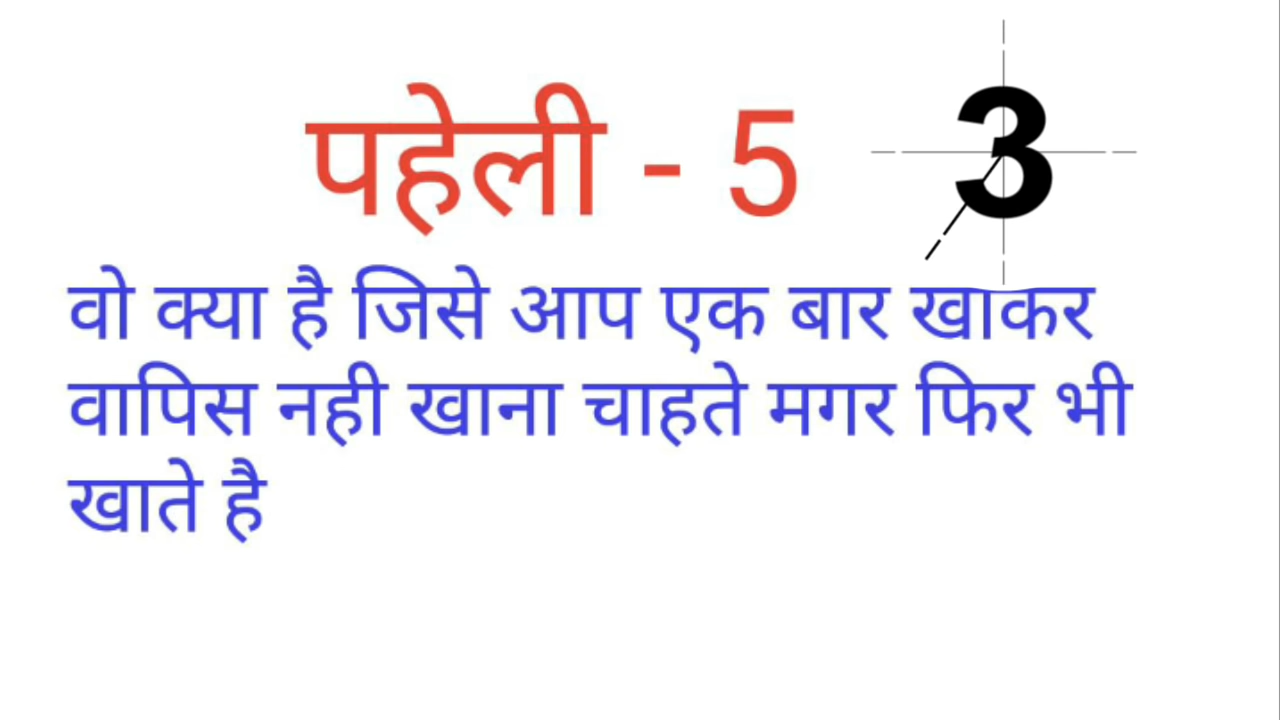 पहेली - 5
3
वो क्या है जिसे आप एक बार खाकर
वापिस नही खाना चाहते मगर फिर भी
खाते है